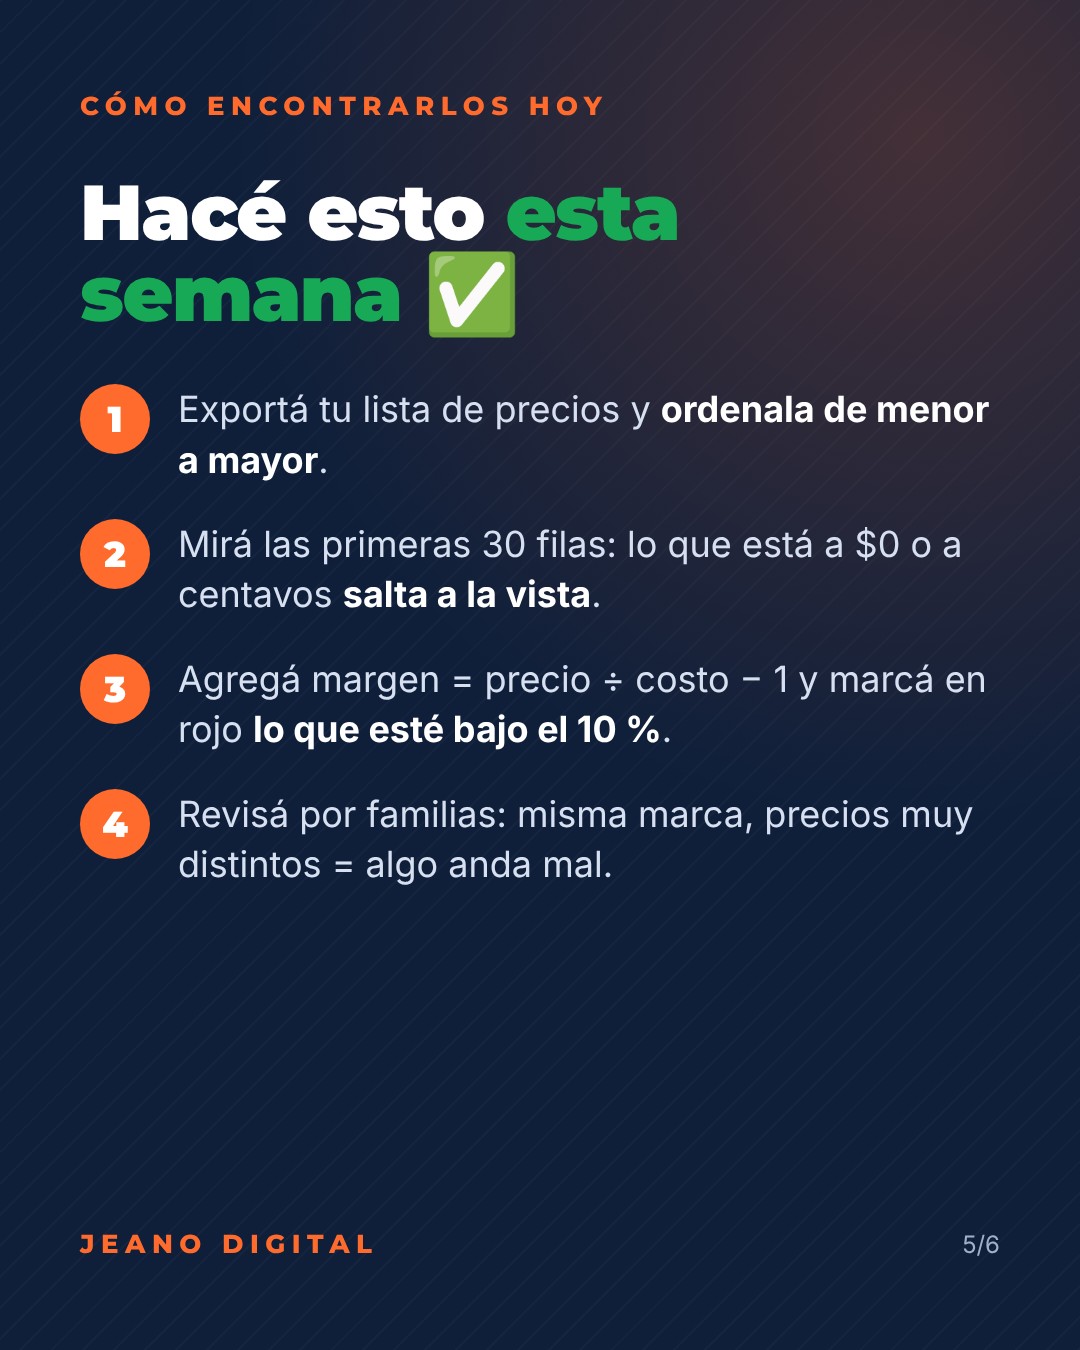 CÓMO ENCONTRARLOS HOY
Hacé esto esta
semana ✅
1 Exportá tu lista de precios y ordenala de menor
a mayor.
2 Mirá las primeras 30 filas: lo que está a $0 o a
centavos salta a la vista.
3 Agregá margen = precio ÷ costo − 1 y marcá en
rojo lo que esté bajo el 10 %.
4 Revisá por familias: misma marca, precios muy
distintos = algo anda mal.
JEANO DIGITAL
5/6